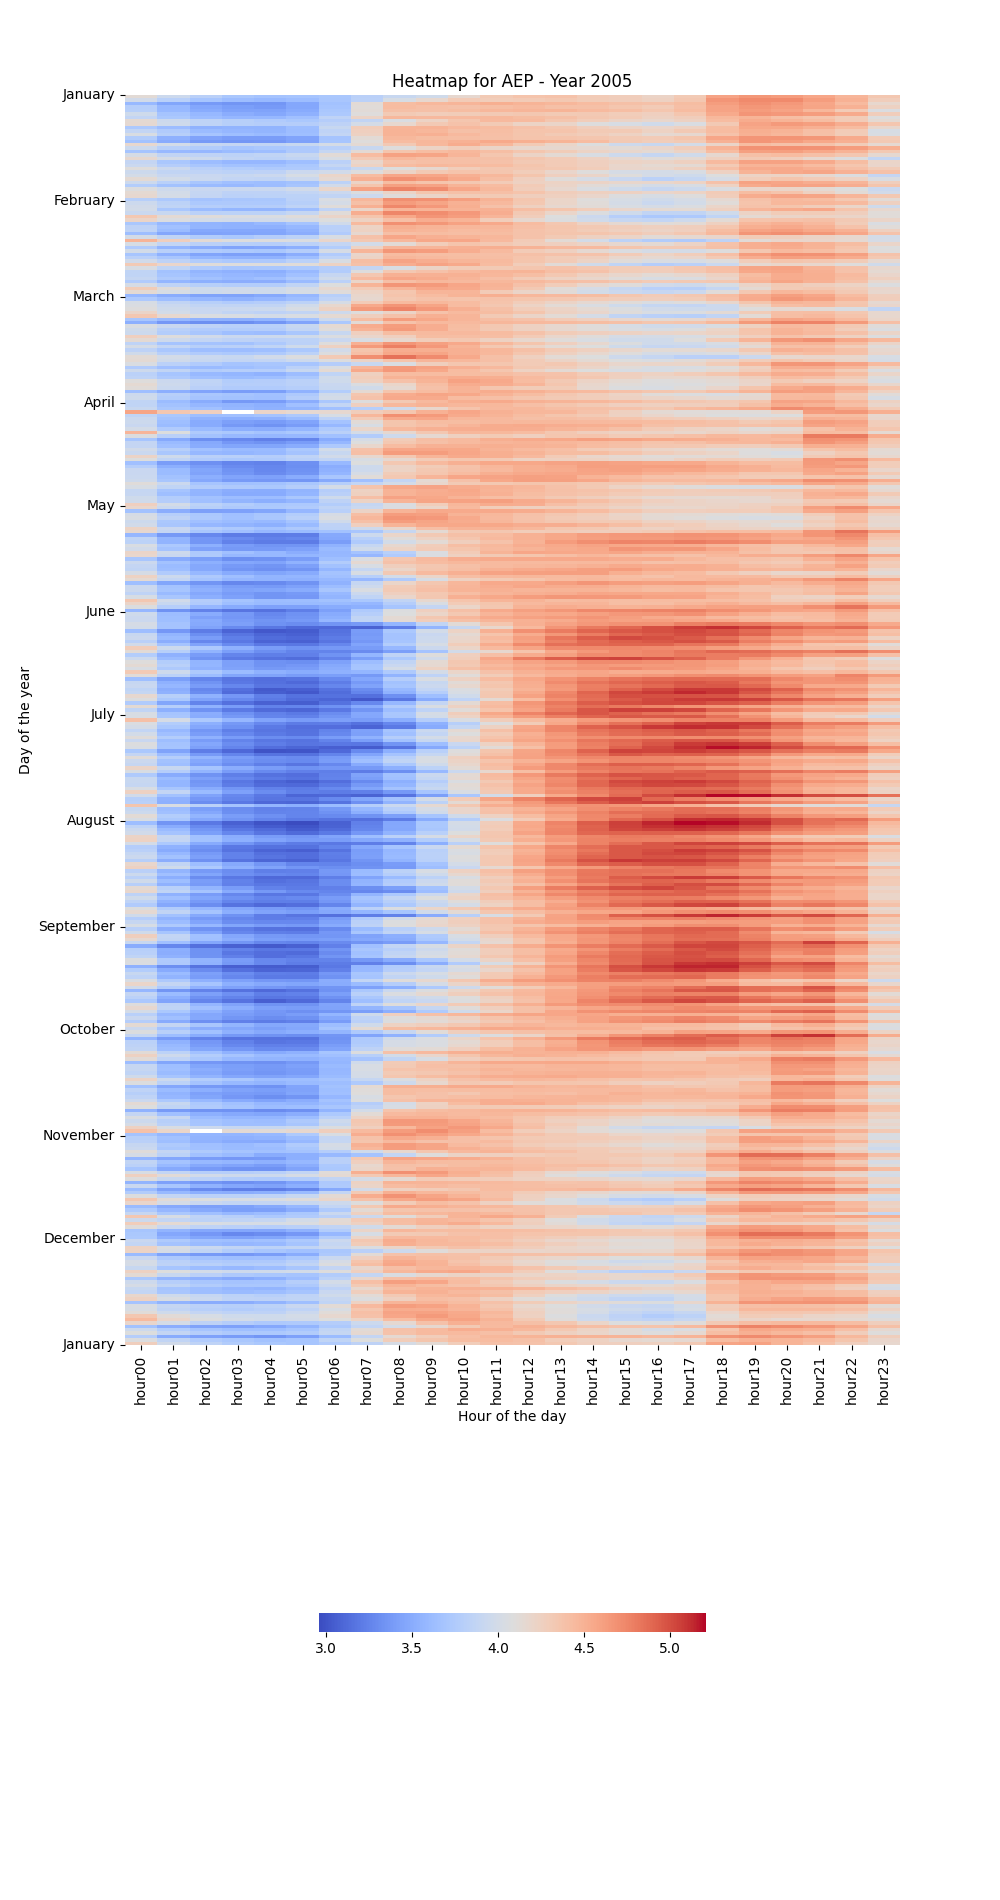 Heatmap for AEP - Year 2005
January
February
March
April
May
June
July
August
September
October
November
December
January
Day of the year
hour00
hour01
hour02
hour03
hour04
hour05
hour06
hour07
hour08
hour09
hour10
hour11
hour12
hour13
hour14
hour15
hour16
hour17
hour18
hour19
hour20
hour21
hour22
hour23
Hour of the day
3.0 3.5 4.0 4.5 5.0